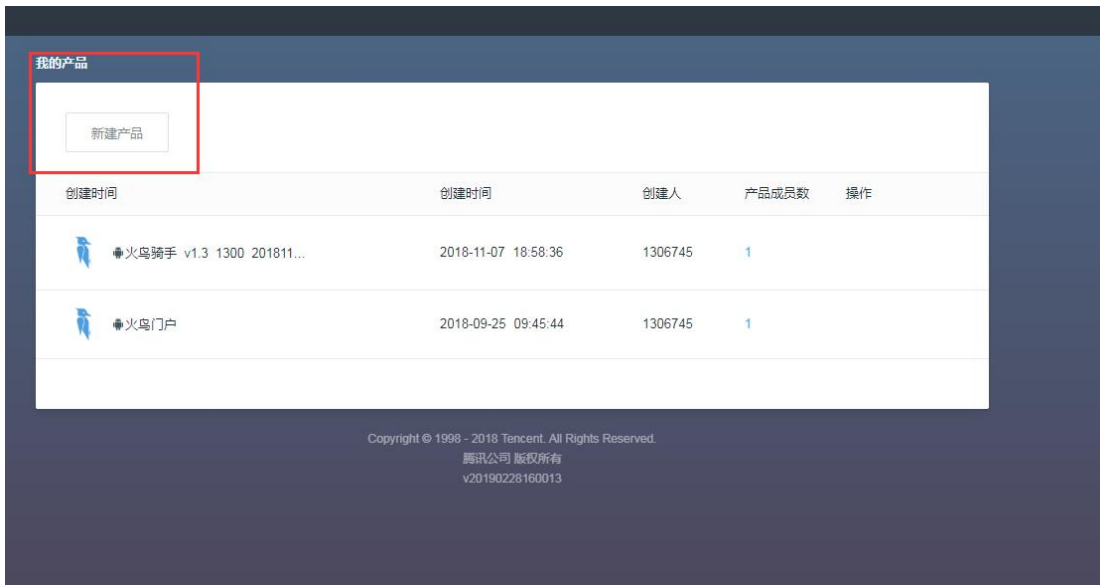 我的产品
新建产品
创建时间 创建时间 创建人 产品成员数 操作
火鸟骑手 v1.3 1300 201811... 2018-11-07 18:58:36 1306745 1
火鸟门户 2018-09-25 09:45:44 1306745 1
Copyright © 1998 - 2018 Tencent. All Rights Reserved.
腾讯公司 版权所有
v20190228160013